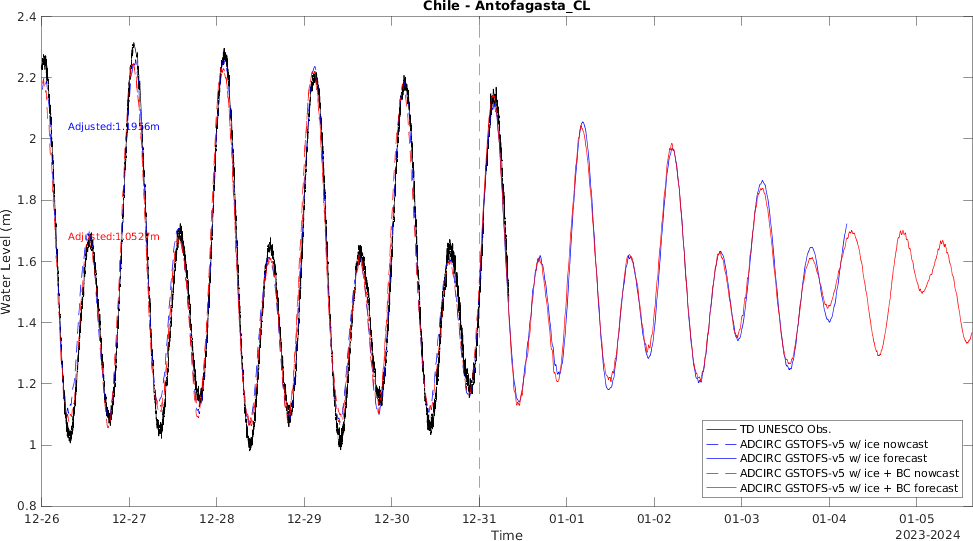 Chile - Antofagasta_CL
2.4
2.2
2
1.8
1.6
1.4
1.2
1
0.8
Water Level (m)
Adjusted:1.1956m
Adjusted:1.0527m
TD UNESCO Obs.
ADCIRC GSTOFS-v5 w/ ice nowcast
ADCIRC GSTOFS-v5 w/ ice forecast
ADCIRC GSTOFS-v5 w/ ice + BC nowcast
ADCIRC GSTOFS-v5 w/ ice + BC forecast
12-26 12-27 12-28 12-29 12-30 12-31 01-01 01-02 01-03 01-04 01-05
Time
2023-2024